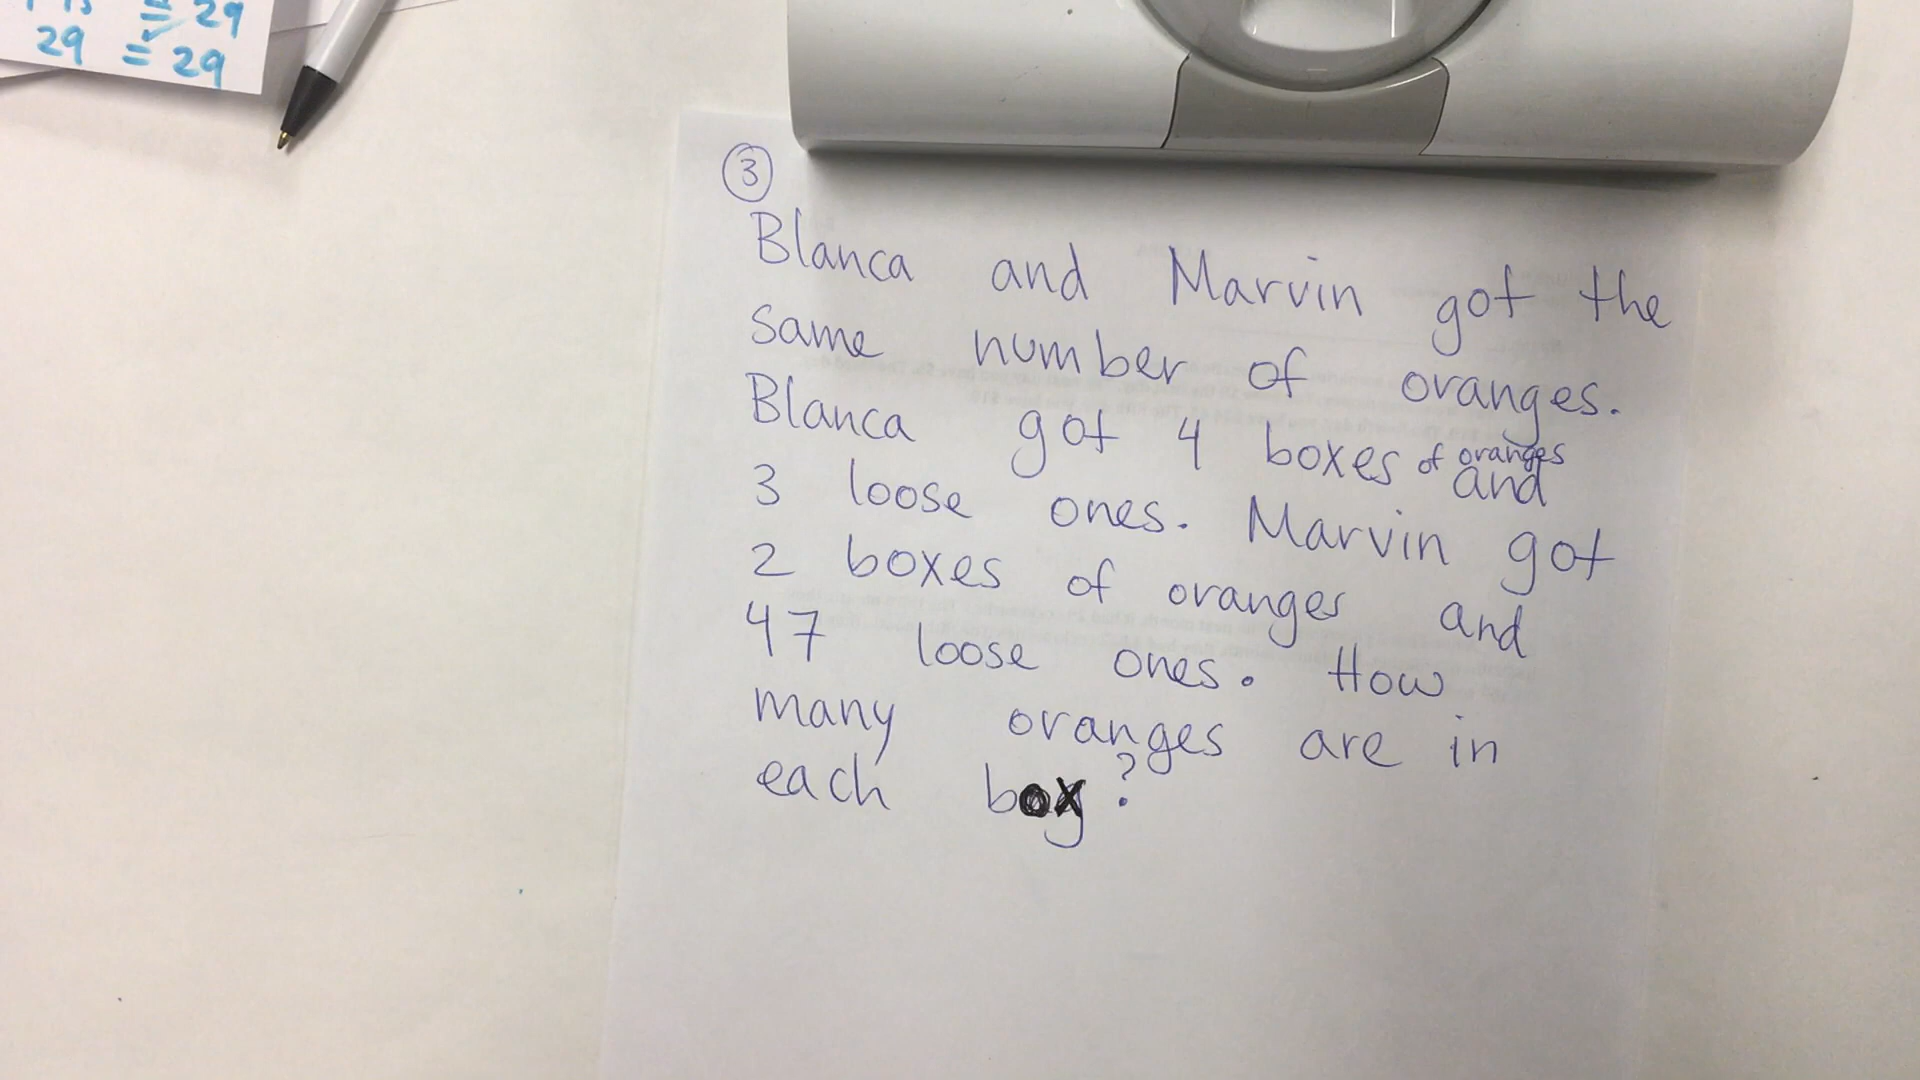 = 29
29 = 29
3
Blanca and Marvin got the
same number of oranges.
Blanca got 4 boxes of oranges and
3 loose ones. Marvin got
2 boxes of oranges and
47 loose ones. How
many oranges are in
each box?